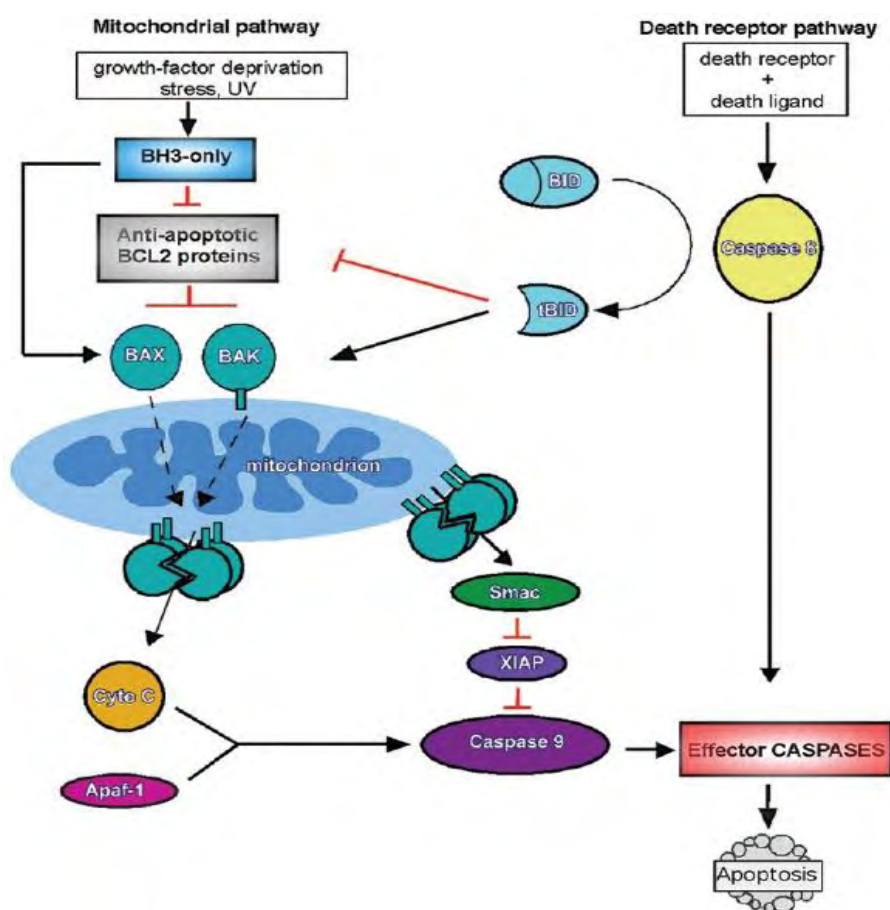 Mitochondrial pathway
Death receptor pathway
growth-factor deprivation
stress, UV
death receptor
+
death ligand
BH3-only
BID
Anti-apoptotic
BCL2 proteins
Caspase 8
tBID
BAX
BAK
mitochondrion
Smac
XIAP
Cyto C
Caspase 9
Effector CASPASES
Apaf-1
Apoptosis